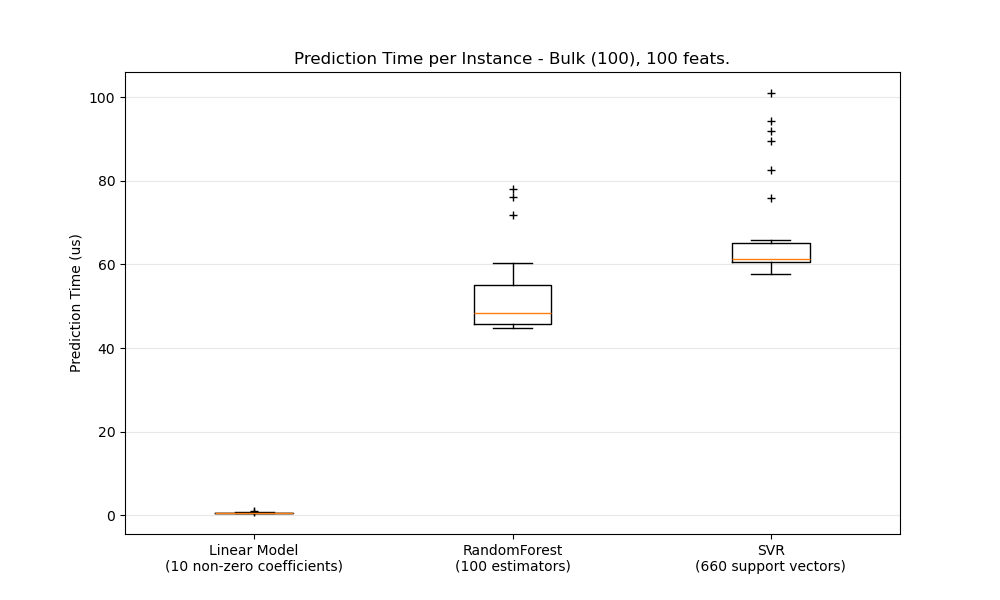 Prediction Time per Instance - Bulk (100), 100 feats.
Prediction Time (us)
100
80
60
40
20
0
Linear Model
(10 non-zero coefficients)
RandomForest
(100 estimators)
SVR
(660 support vectors)